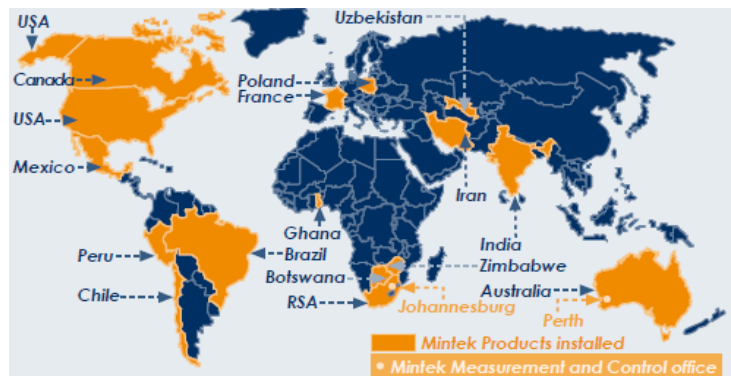 USA
Uzbekistan
Canada
Poland
France
USA
Mexico
Iran
Ghana
India
Peru
Brazil
Zimbabwe
Botswana
Chile
RSA
Johannesburg
Australia
Perth
Mintek Products installed
Mintek Measurement and Control office